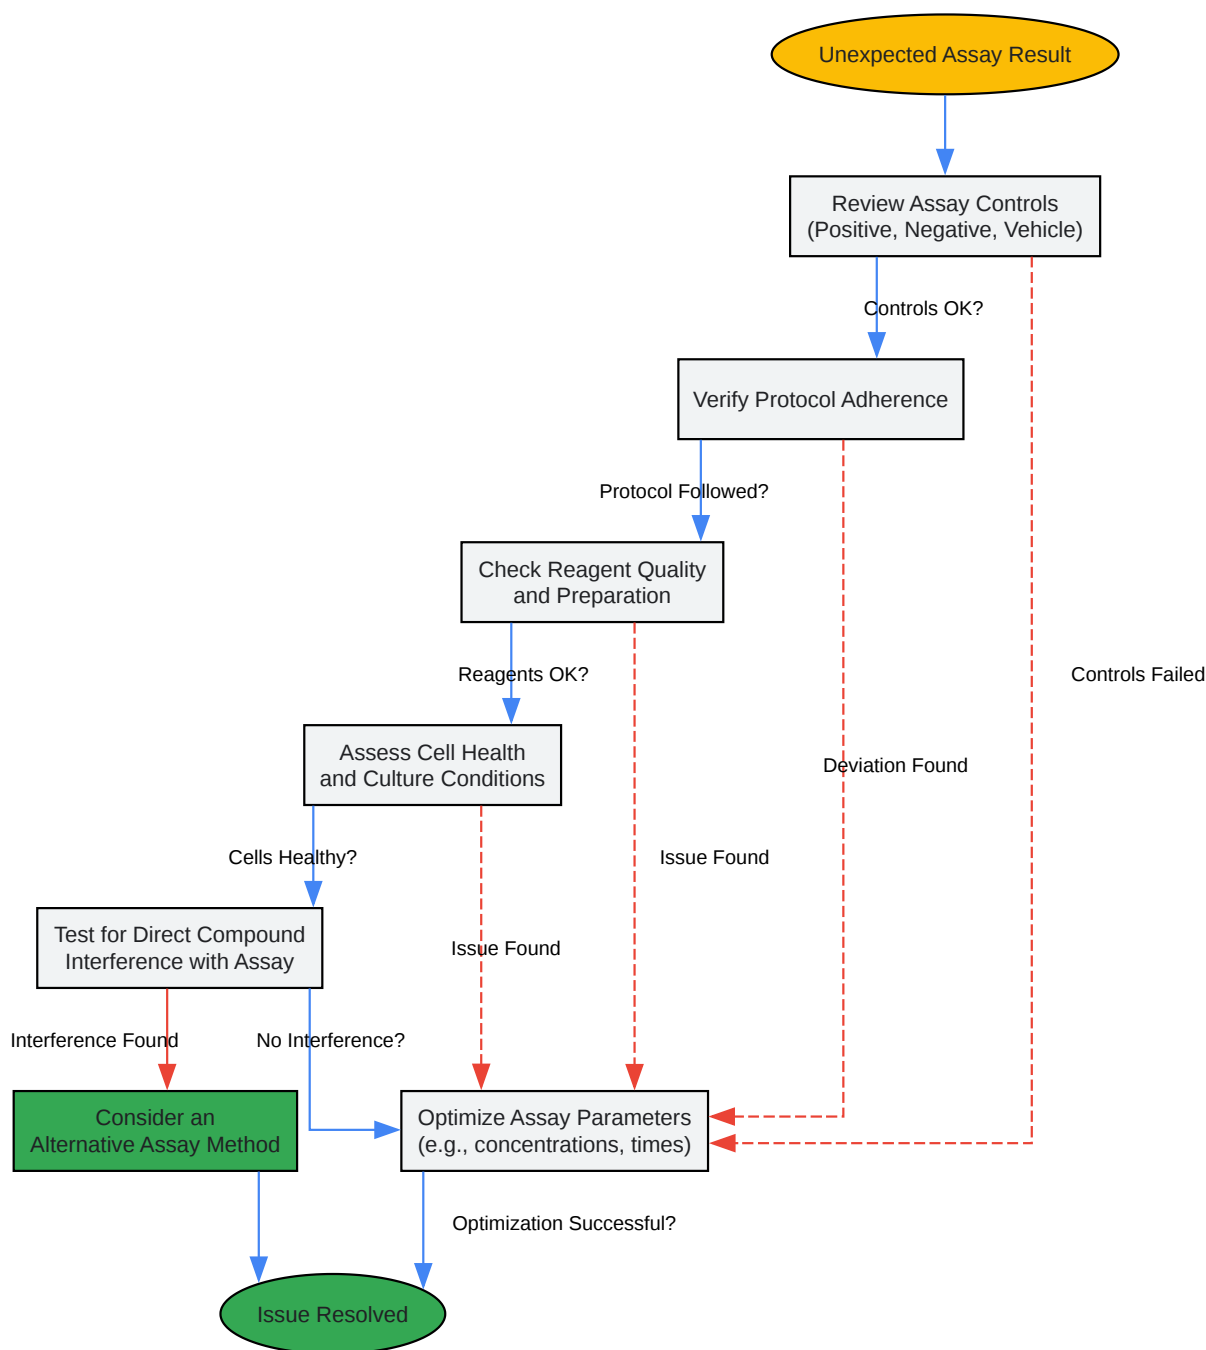 Unexpected Assay Result
Review Assay Controls
(Positive, Negative, Vehicle)
Controls OK?
Verify Protocol Adherence
Protocol Followed?
Check Reagent Quality
and Preparation
Reagents OK?
Controls Failed
Assess Cell Health
and Culture Conditions
Deviation Found
Cells Healthy?
Issue Found
Test for Direct Compound
Interference with Assay
Issue Found
Interference Found
No Interference?
Consider an
Alternative Assay Method
Optimize Assay Parameters
(e.g., concentrations, times)
Optimization Successful?
Issue Resolved